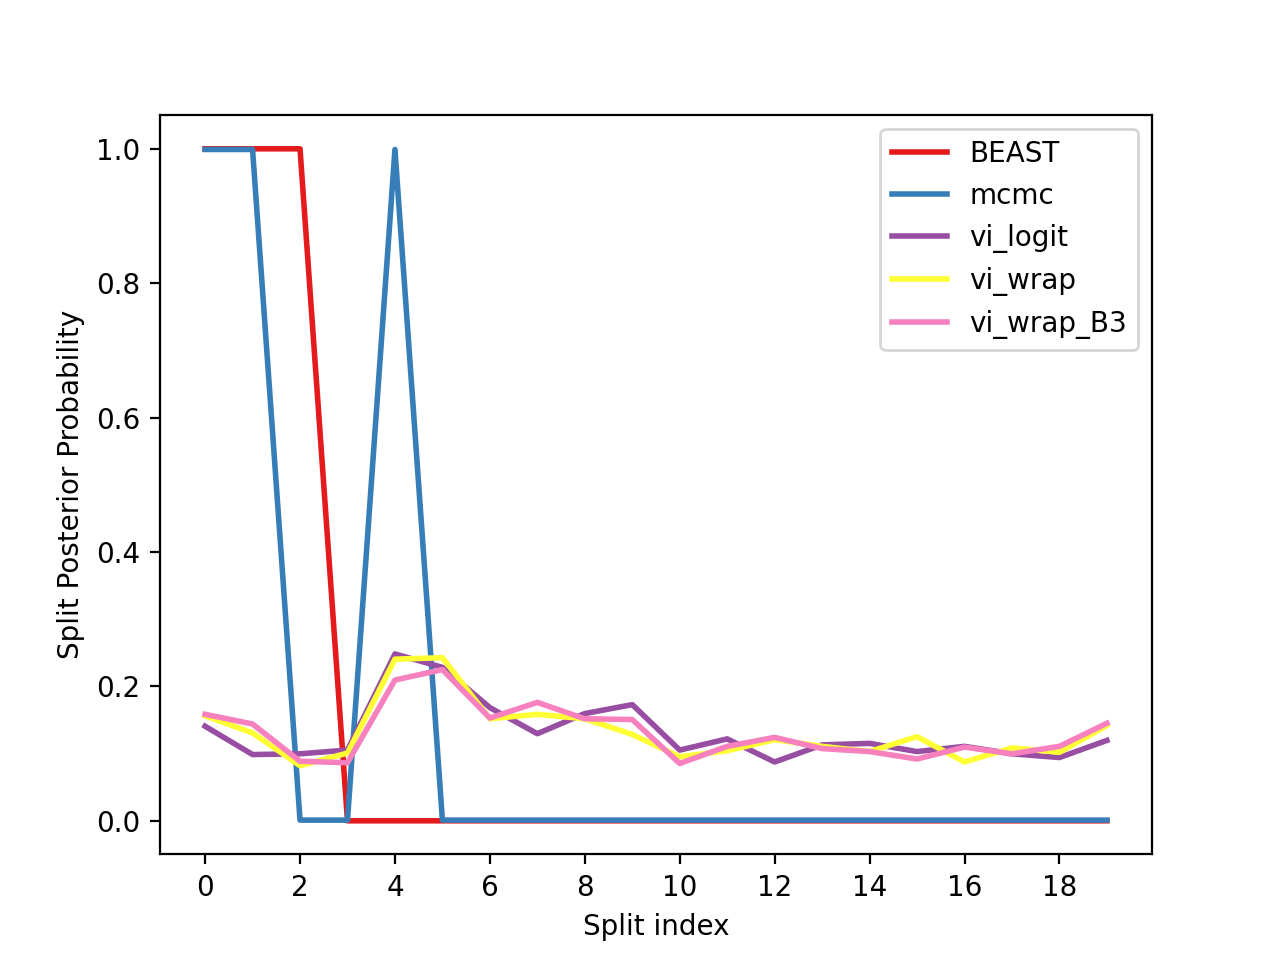 BEAST
mcmc
vi_logit
vi_wrap
vi_wrap_B3
1.0
0.8
0.6
0.4
0.2
0.0
Split Posterior Probability
0 2 4 6 8 10 12 14 16 18
Split index